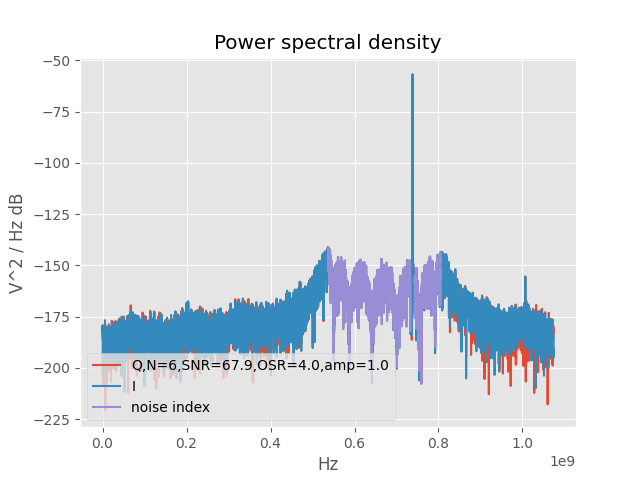 Power spectral density
V^2 / Hz dB
−50
−75
−100
−125
−150
−175
−200
−225
Q,N=6,SNR=67.9,OSR=4.0,amp=1.0
I
noise index
0.0 0.2 0.4 0.6 0.8 1.0
1e9
Hz